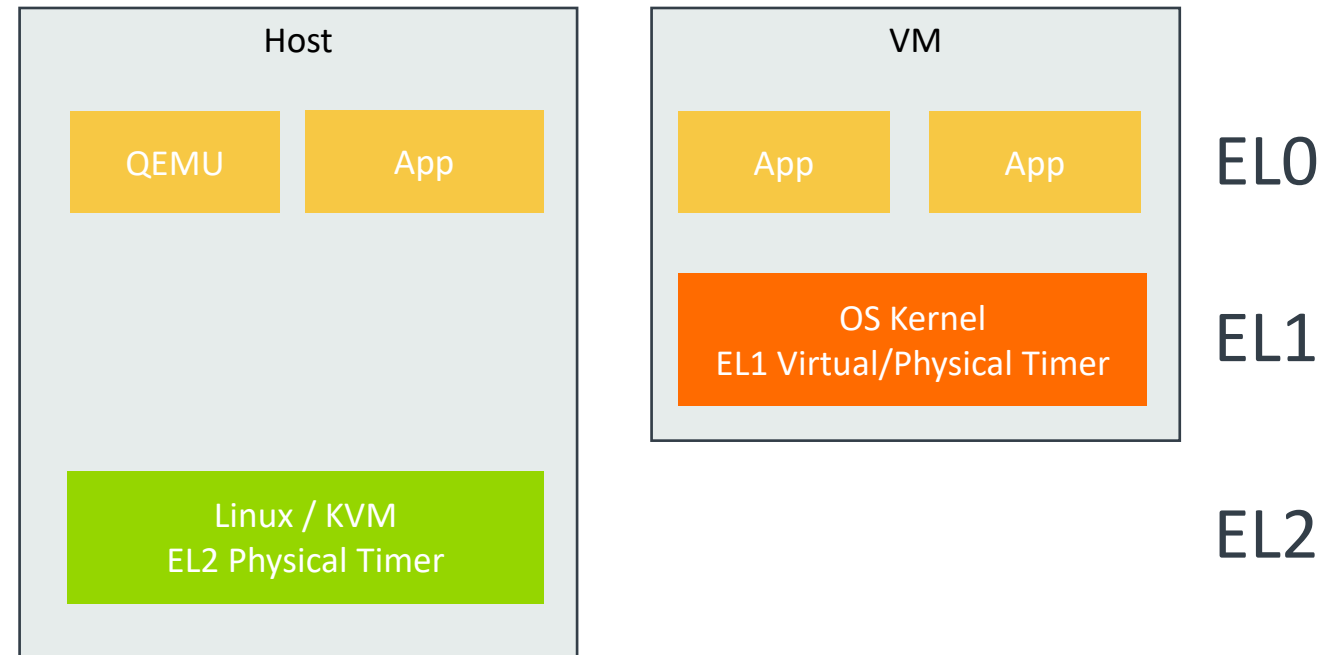 Host
VM
QEMU
App
App
App
EL0
OS Kernel
EL1 Virtual/Physical Timer
EL1
Linux / KVM
EL2 Physical Timer
EL2